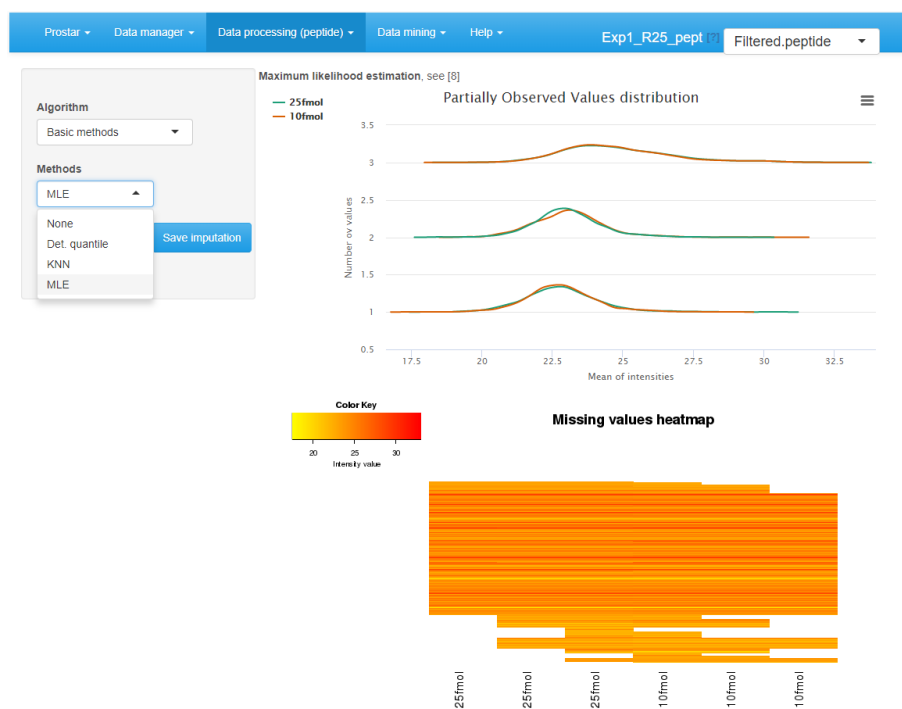 Prostar Data manager Data processing (peptide) Data mining Help Exp1_R25_pept [?] Filtered.peptide
Maximum likelihood estimation, see [8]
Algorithm
Basic methods
Methods
MLE
None
Det. quantile
KNN
MLE
Save imputation
Partially Observed Values distribution
25fmol
10fmol
Number ov values
3.5
3
2.5
2
1.5
1
0.5
17.5 20 22.5 25 27.5 30 32.5
Mean of intensities
Color Key
20 25 30
Intensity value
Missing values heatmap
25fmol 25fmol 25fmol 10fmol 10fmol 10fmol